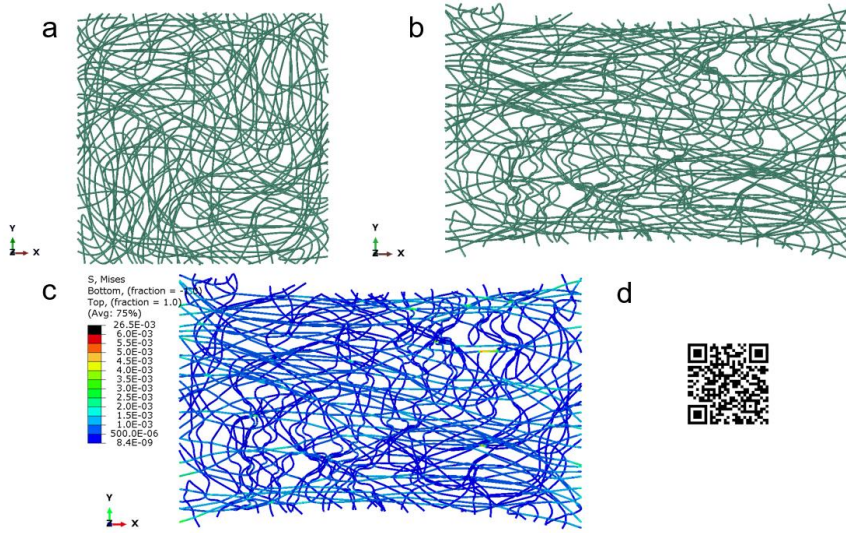 a
b
Y
Z X
Y
Z X
c
S, Mises
Bottom, (fraction = -1.0)
Top, (fraction = 1.0)
(Avg: 75%)
26.5E-03
6.0E-03
5.5E-03
5.0E-03
4.5E-03
4.0E-03
3.5E-03
3.0E-03
2.5E-03
2.0E-03
1.5E-03
1.0E-03
500.0E-06
8.4E-09
Y
Z X
d